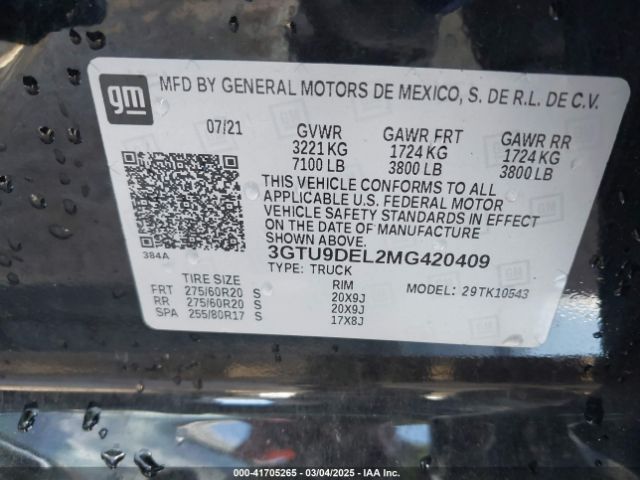 gm
MFD BY GENERAL MOTORS DE MEXICO, S. DE R.L. DE C.V.
07/21 GVWR GAWR FRT GAWR RR
3221 KG 1724 KG 1724 KG
7100 LB 3800 LB 3800 LB
THIS VEHICLE CONFORMS TO ALL
APPLICABLE U.S. FEDERAL MOTOR
VEHICLE SAFETY STANDARDS IN EFFECT
ON THE DATE OF MANUFACTURE
SHOWN ABOVE.
384A
3GTU9DEL2MG420409
TYPE: TRUCK
TIRE SIZE RIM MODEL: 29TK10543
FRT 275/60R20 S 20X9J
RR 275/60R20 S 20X9J
SPA 255/80R17 S 17X8J
000-41705265 - 03/04/2025 - IAA Inc.